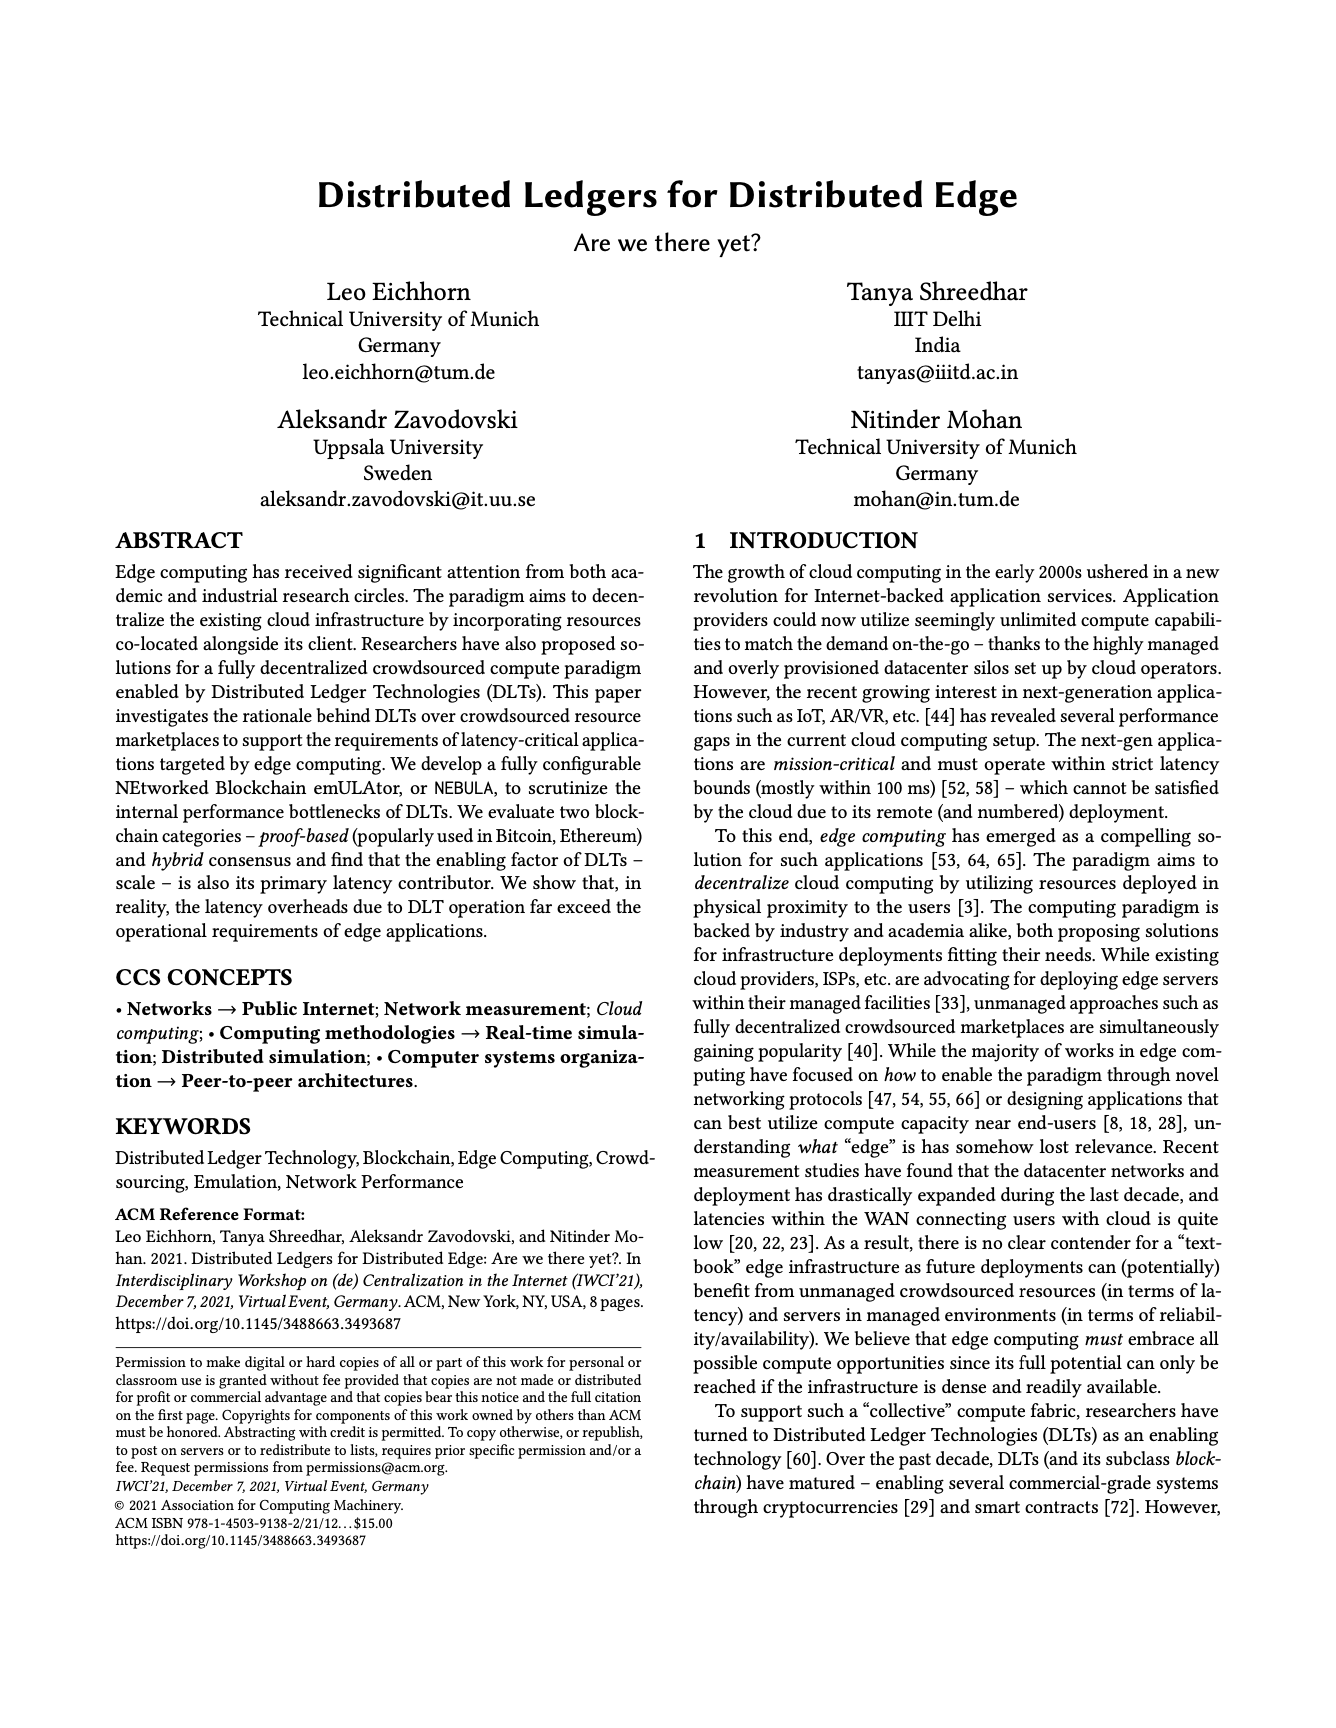 Distributed Ledgers for Distributed Edge
Are we there yet?
Leo Eichhorn
Technical University of Munich
Germany
leo.eichhorn@tum.de
Tanya Shreedhar
IIIT Delhi
India
tanyas@iiitd.ac.in
Aleksandr Zavodovski
Uppsala University
Sweden
aleksandr.zavodovski@it.uu.se
Nitinder Mohan
Technical University of Munich
Germany
mohan@in.tum.de
ABSTRACT
Edge computing has received significant attention from both aca-
demic and industrial research circles. The paradigm aims to decen-
tralize the existing cloud infrastructure by incorporating resources
co-located alongside its client. Researchers have also proposed so-
lutions for a fully decentralized crowdsourced compute paradigm
enabled by Distributed Ledger Technologies (DLTs). This paper
investigates the rationale behind DLTs over crowdsourced resource
marketplaces to support the requirements of latency-critical applica-
tions targeted by edge computing. We develop a fully configurable
NEtworked Blockchain emULAtor, or NEBULA, to scrutinize the
internal performance bottlenecks of DLTs. We evaluate two block-
chain categories – proof-based (popularly used in Bitcoin, Ethereum)
and hybrid consensus and find that the enabling factor of DLTs –
scale – is also its primary latency contributor. We show that, in
reality, the latency overheads due to DLT operation far exceed the
operational requirements of edge applications.
CCS CONCEPTS
• Networks → Public Internet; Network measurement; Cloud
computing; • Computing methodologies → Real-time simula-
tion; Distributed simulation; • Computer systems organiza-
tion → Peer-to-peer architectures.
KEYWORDS
Distributed Ledger Technology, Blockchain, Edge Computing, Crowd-
sourcing, Emulation, Network Performance
ACM Reference Format:
Leo Eichhorn, Tanya Shreedhar, Aleksandr Zavodovski, and Nitinder Mo-
han. 2021. Distributed Ledgers for Distributed Edge: Are we there yet?. In
Interdisciplinary Workshop on (de) Centralization in the Internet (IWCI'21),
December 7, 2021, Virtual Event, Germany. ACM, New York, NY, USA, 8 pages.
https://doi.org/10.1145/3488663.3493687
Permission to make digital or hard copies of all or part of this work for personal or
classroom use is granted without fee provided that copies are not made or distributed
for profit or commercial advantage and that copies bear this notice and the full citation
on the first page. Copyrights for components of this work owned by others than ACM
must be honored. Abstracting with credit is permitted. To copy otherwise, or republish,
to post on servers or to redistribute to lists, requires prior specific permission and/or a
fee. Request permissions from permissions@acm.org.
IWCI'21, December 7, 2021, Virtual Event, Germany
© 2021 Association for Computing Machinery.
ACM ISBN 978-1-4503-9138-2/21/12...$15.00
https://doi.org/10.1145/3488663.3493687
1 INTRODUCTION
The growth of cloud computing in the early 2000s ushered in a new
revolution for Internet-backed application services. Application
providers could now utilize seemingly unlimited compute capabili-
ties to match the demand on-the-go – thanks to the highly managed
and overly provisioned datacenter silos set up by cloud operators.
However, the recent growing interest in next-generation applica-
tions such as IoT, AR/VR, etc. [44] has revealed several performance
gaps in the current cloud computing setup. The next-gen applica-
tions are mission-critical and must operate within strict latency
bounds (mostly within 100 ms) [52, 58] – which cannot be satisfied
by the cloud due to its remote (and numbered) deployment.
To this end, edge computing has emerged as a compelling so-
lution for such applications [53, 64, 65]. The paradigm aims to
decentralize cloud computing by utilizing resources deployed in
physical proximity to the users [3]. The computing paradigm is
backed by industry and academia alike, both proposing solutions
for infrastructure deployments fitting their needs. While existing
cloud providers, ISPs, etc. are advocating for deploying edge servers
within their managed facilities [33], unmanaged approaches such as
fully decentralized crowdsourced marketplaces are simultaneously
gaining popularity [40]. While the majority of works in edge com-
puting have focused on how to enable the paradigm through novel
networking protocols [47, 54, 55, 66] or designing applications that
can best utilize compute capacity near end-users [8, 18, 28], un-
derstanding what “edge” is has somehow lost relevance. Recent
measurement studies have found that the datacenter networks and
deployment has drastically expanded during the last decade, and
latencies within the WAN connecting users with cloud is quite
low [20, 22, 23]. As a result, there is no clear contender for a “text-
book” edge infrastructure as future deployments can (potentially)
benefit from unmanaged crowdsourced resources (in terms of la-
tency) and servers in managed environments (in terms of reliabil-
ity/availability). We believe that edge computing must embrace all
possible compute opportunities since its full potential can only be
reached if the infrastructure is dense and readily available.
To support such a “collective” compute fabric, researchers have
turned to Distributed Ledger Technologies (DLTs) as an enabling
technology [60]. Over the past decade, DLTs (and its subclass block-
chain) have matured – enabling several commercial-grade systems
through cryptocurrencies [29] and smart contracts [72]. However,